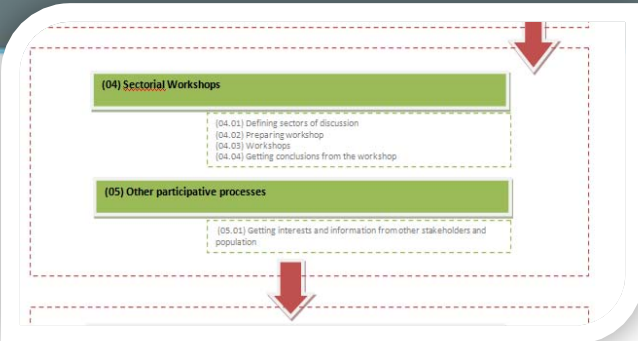 (04) Sectorial Workshops
(04.01) Defining sectors of discussion
(04.02) Preparing workshop
(04.03) Workshops
(04.04) Getting conclusions from the workshop
(05) Other participative processes
(05.01) Getting interests and information from other stakeholders and
population